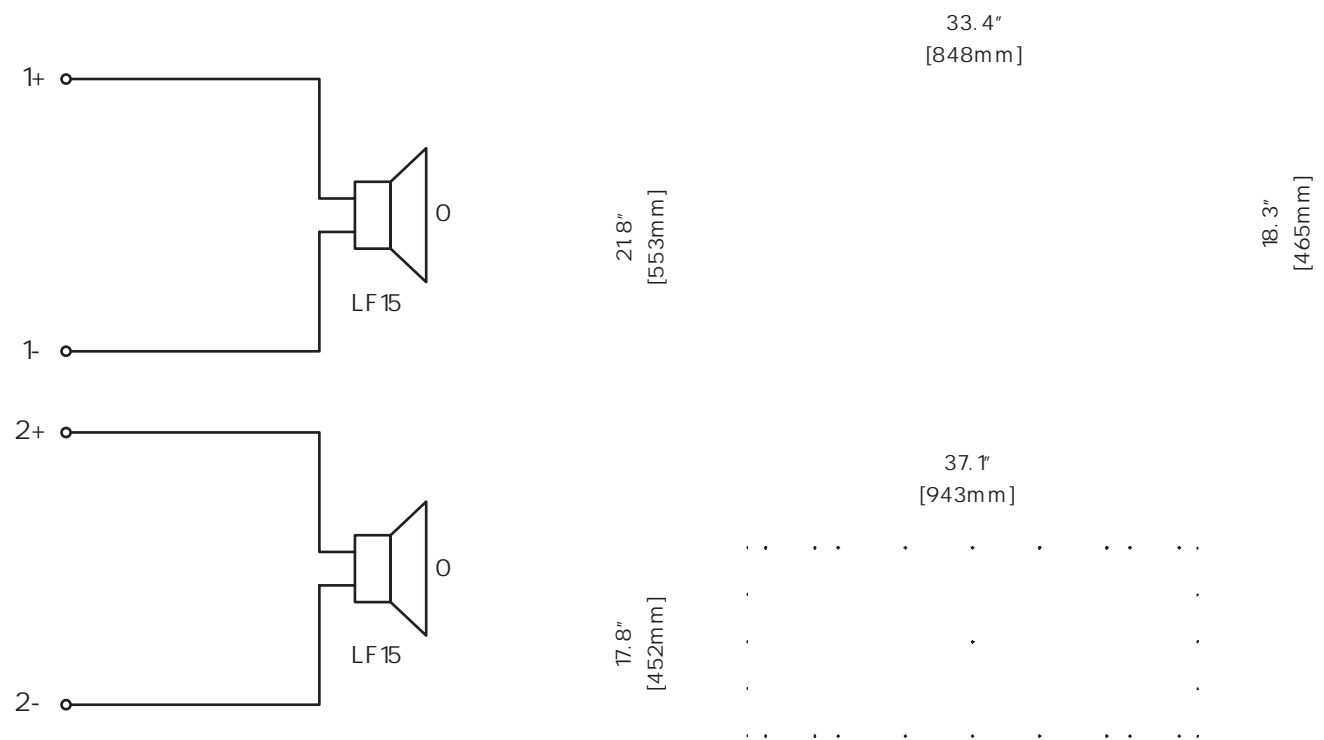 1+
0
LF15
1-
2+
0
LF15
2-
33.4"
[848mm]
21.8"
[553mm]
18.3"
[465mm]
37.1"
[943mm]
17.8"
[452mm]